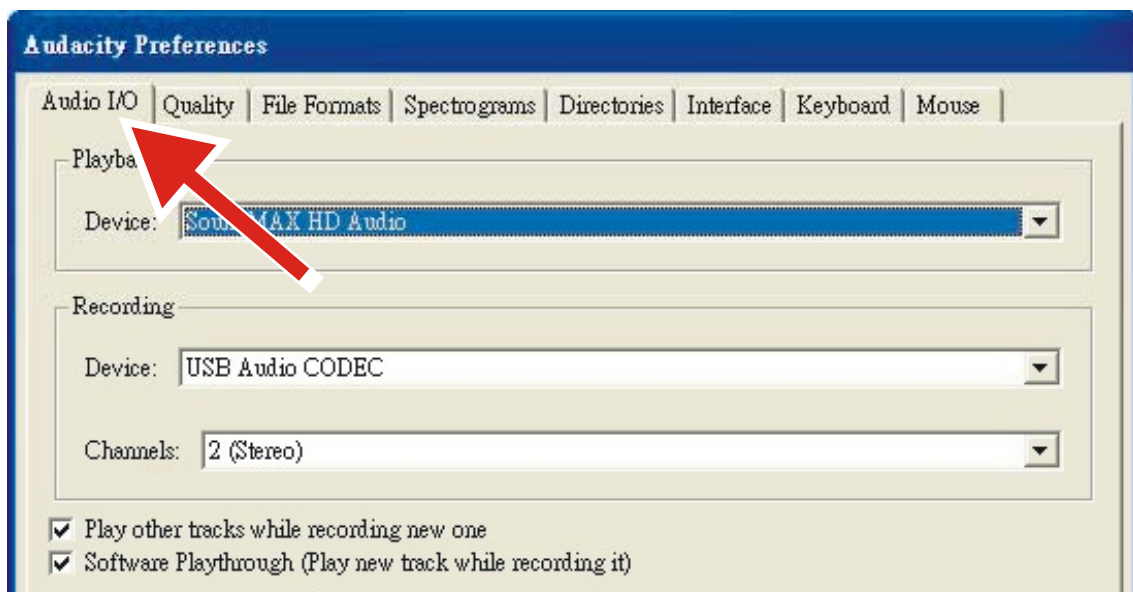 Audacity Preferences
Audio I/O Quality File Formats Spectrograms Directories Interface Keyboard Mouse
Device: MAX HD Audio
Recording
Device: USB Audio CODEC
Channels: 2 (Stereo)
Play other tracks while recording new one
Software Playthrough (Play new track while recording it)